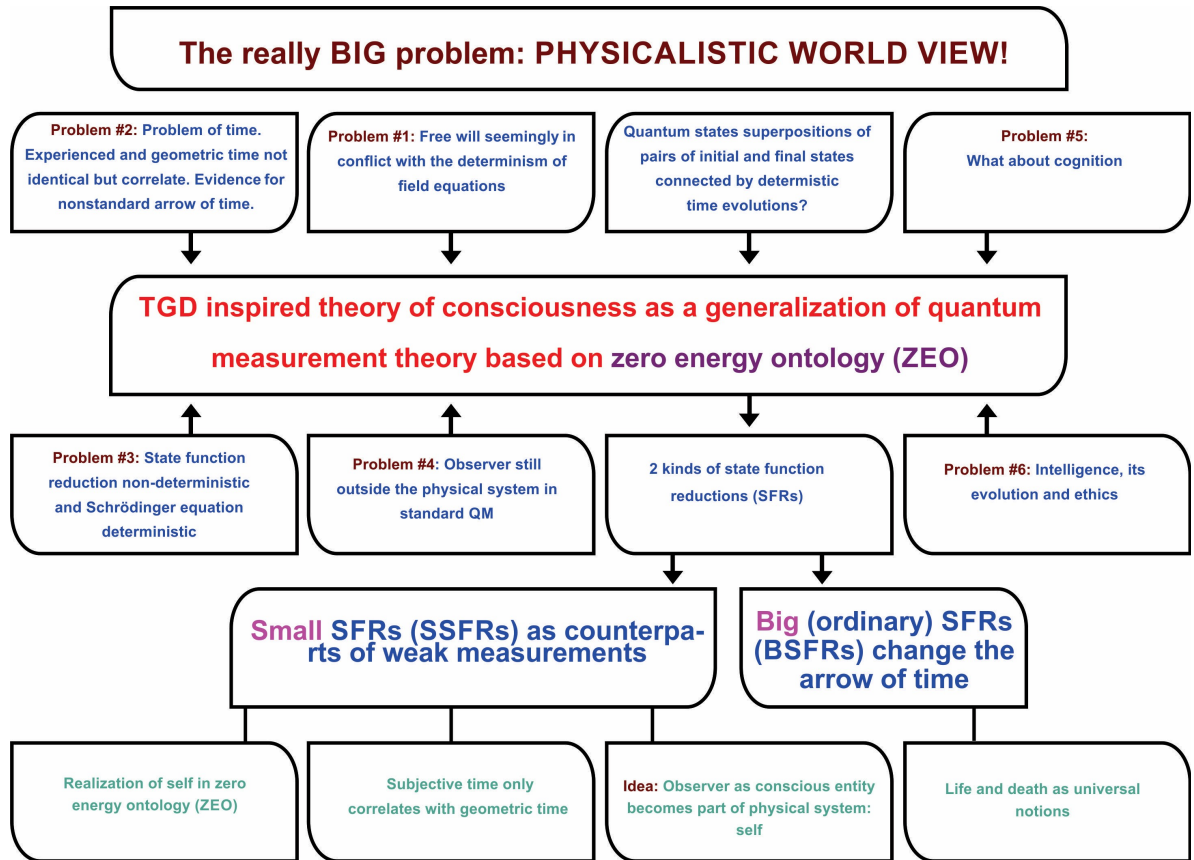 The really BIG problem: PHYSICALISTIC WORLD VIEW!
Problem #2: Problem of time.
Experienced and geometric time not
identical but correlate. Evidence for
nonstandard arrow of time.
Problem #1: Free will seemingly in
conflict with the determinism of
field equations
Quantum states superpositions of
pairs of initial and final states
connected by determistic
time evolutions?
Problem #5:
What about cognition
TGD inspired theory of consciousness as a generalization of quantum
measurement theory based on zero energy ontology (ZEO)
Problem #3: State function
reduction non-deterministic
and Schrödinger equation
deterministic
Problem #4: Observer still
outside the physical system in
standard QM
2 kinds of state function
reductions (SFRs)
Problem #6: Intelligence, its
evolution and ethics
Small SFRs (SSFRs) as counterpa-
rts of weak measurements
Big (ordinary) SFRs
(BSFRs) change the
arrow of time
Realization of self in zero
energy ontology (ZEO)
Subjective time only
correlates with geometric time
Idea: Observer as conscious entity
becomes part of physical system:
self
Life and death as universal
notions